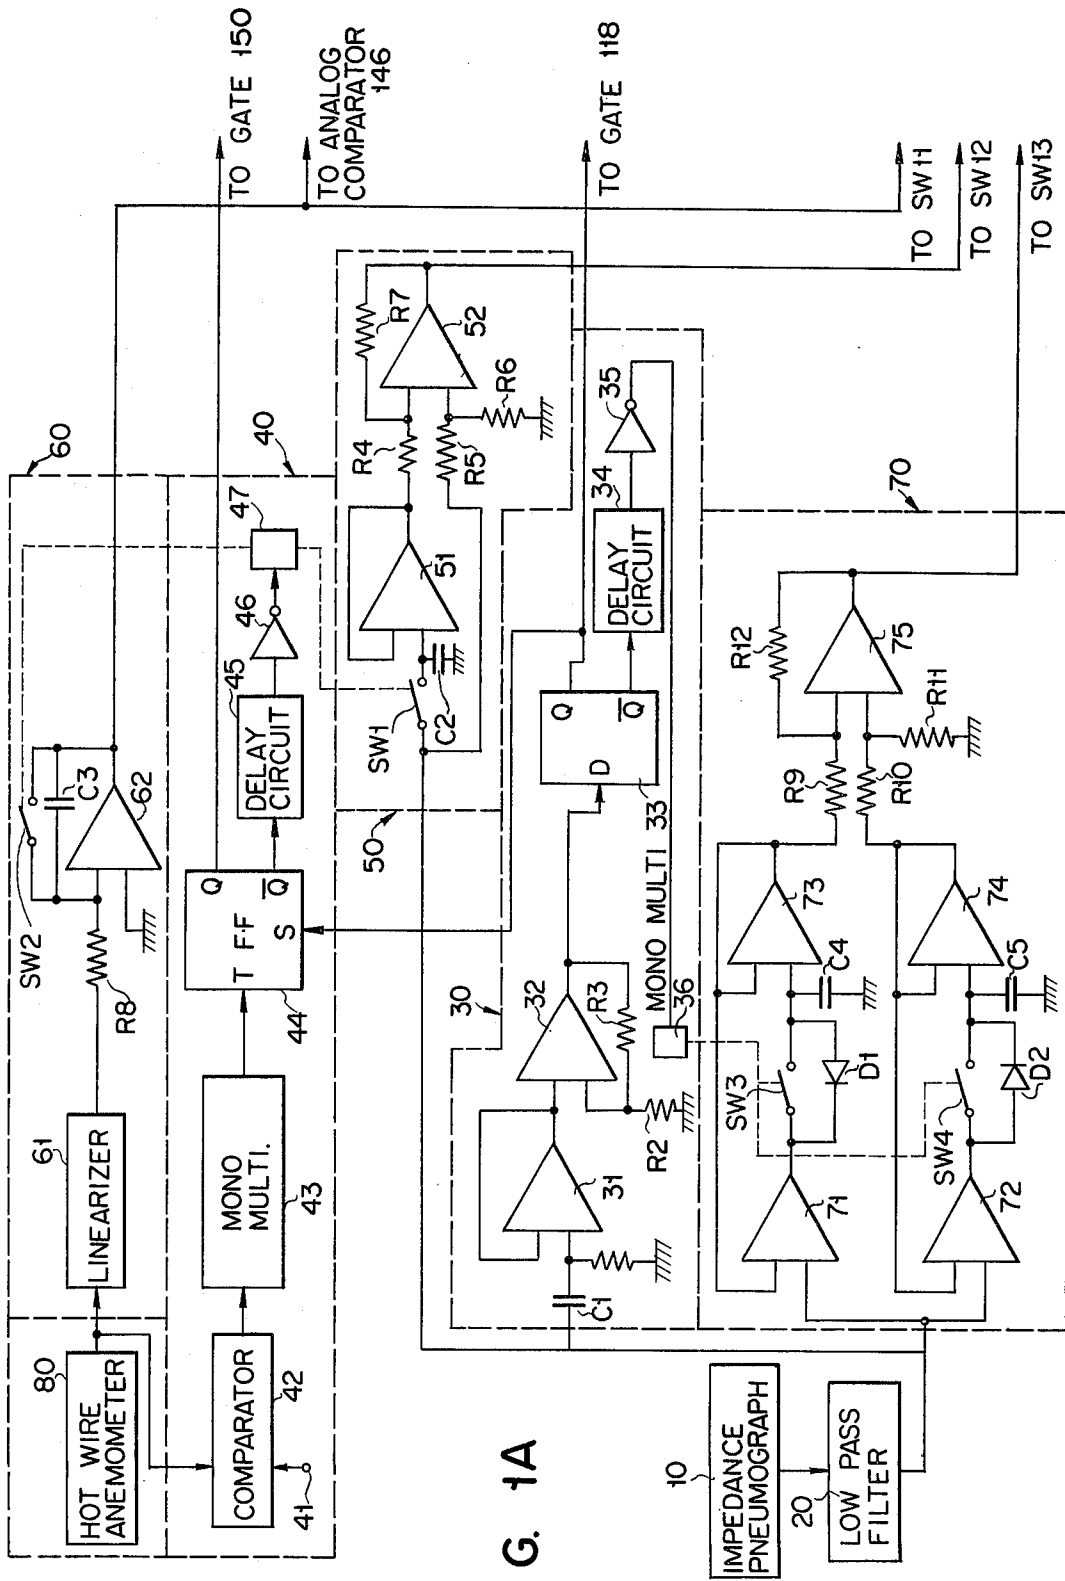 60
80
HOT WIRE
ANEMOMETER
61
LINEARIZER
R8
SW2
C3
62
TO GATE 150
TO ANALOG
COMPARATOR
146
40
41
COMPARATOR
42
MONO
MULTI.
43
T F·F
Q
Q̅
S
44
DELAY
CIRCUIT
45
46
47
50
SW1
C2
51
R4
R5
R6
R7
52
TO GATE 118
TO SW11
TO SW12
TO SW13
30
C1
31
R2
R3
32
D
Q
Q̅
33
DELAY
CIRCUIT
34
35
MONO MULTI
36
G. 1A
10
IMPEDANCE
PNEUMOGRAPH
20
LOW PASS
FILTER
70
71
72
SW3
D1
SW4
D2
C4
C5
73
74
R9
R10
R11
R12
75